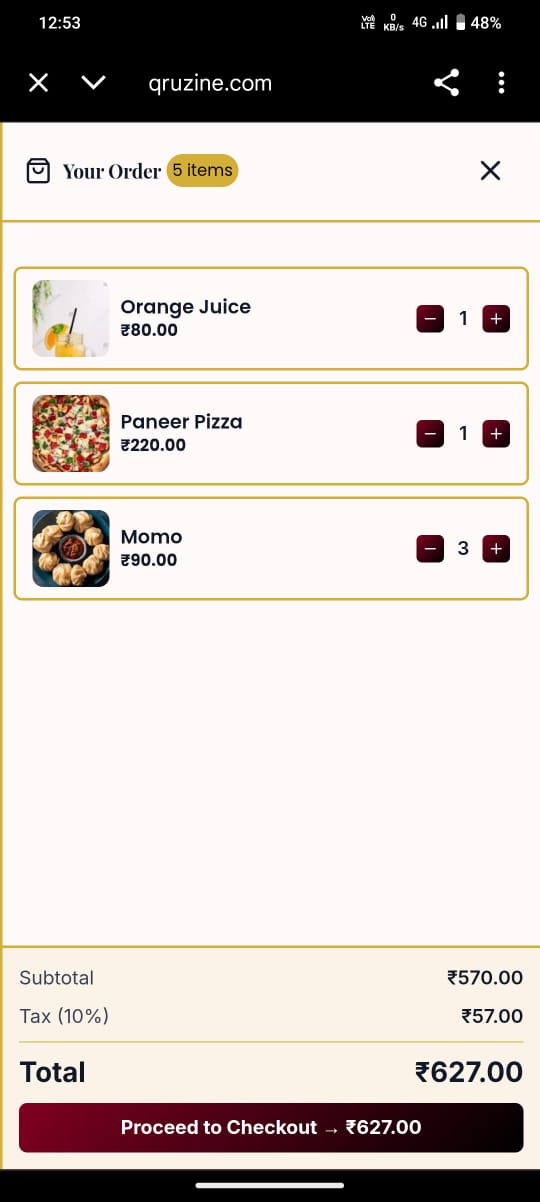 12:53
Vo) LTE 0 KB/s 4G 48%
qruzine.com
Your Order 5 items
Orange Juice
₹80.00
− 1 +
Paneer Pizza
₹220.00
− 1 +
Momo
₹90.00
− 3 +
Subtotal ₹570.00
Tax (10%) ₹57.00
Total ₹627.00
Proceed to Checkout → ₹627.00